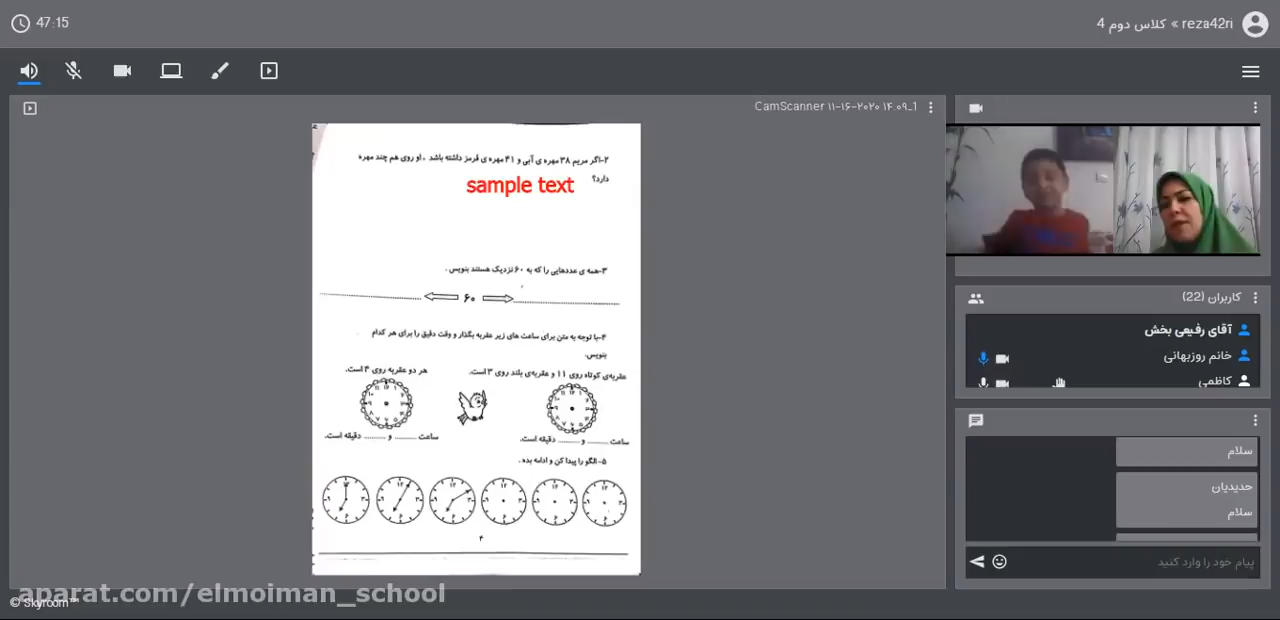 47:15
reza42ri » کلاس دوم 4
CamScanner ۱۱-۱۶-۲۰۲۰ ۱۴.۰۹_1
۲-اگر مریم ۳۸ مهره ی آبی و ۴۱ مهره ی قرمز داشته باشد ، او روی هم چند مهره
دارد؟
sample text
۳-همه ی عددهایی را که به ۶۰ نزدیک هستند بنویس .
۶۰
۴-با توجه به متن برای ساعت های زیر عقربه بگذار و وقت دقیق را برای هر کدام
بنویس.
عقربه‌ی کوتاه روی ۱۱ و عقربه‌ی بلند روی ۳ است.
هر دو عقربه روی ۴ است.
ساعت ......... و ......... دقیقه است.
ساعت ......... و ......... دقیقه است.
۵-الگو را پیدا کن و ادامه بده .
۴
کاربران (22)
آقای رفیعی بخش
خانم روزبهانی
کاظمی
سلام
حدیدیان
سلام
پیام خود را وارد کنید
aparat.com/elmoiman_school
© Skyroom™